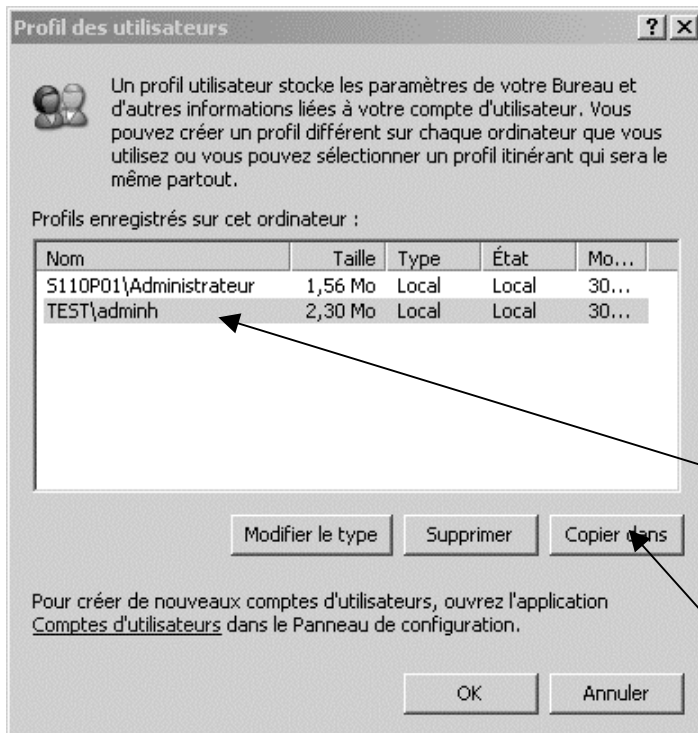 Profil des utilisateurs
Un profil utilisateur stocke les paramètres de votre Bureau et
d'autres informations liées à votre compte d'utilisateur. Vous
pouvez créer un profil différent sur chaque ordinateur que vous
utilisez ou vous pouvez sélectionner un profil itinérant qui sera le
même partout.
Profils enregistrés sur cet ordinateur :
Nom Taille Type État Mo...
S110P01\Administrateur 1,56 Mo Local Local 30...
TEST\adminh 2,30 Mo Local Local 30...
Modifier le type Supprimer Copier dans
Pour créer de nouveaux comptes d'utilisateurs, ouvrez l'application
Comptes d'utilisateurs dans le Panneau de configuration.
OK Annuler